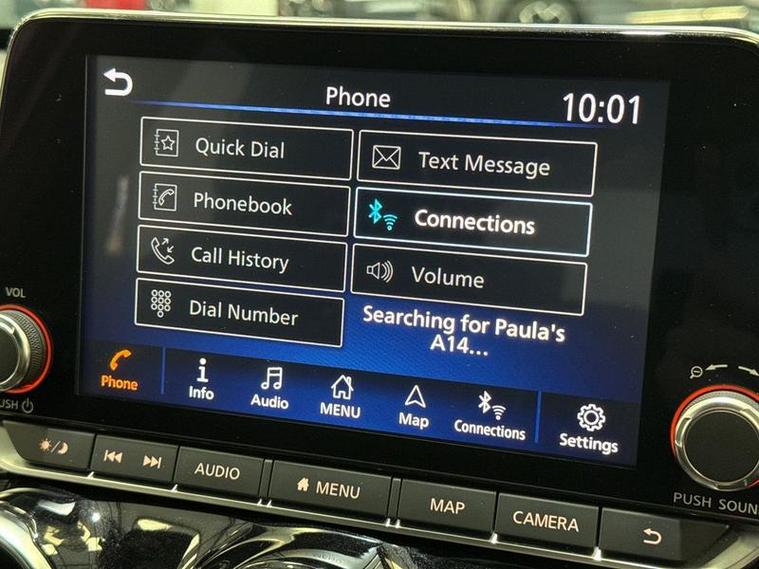 Phone
10:01
Quick Dial
Text Message
Phonebook
Connections
Call History
Volume
Dial Number
Searching for Paula's
A14...
Phone
Info
Audio
MENU
Map
Connections
Settings
VOL
PUSH SOUN
AUDIO
MENU
MAP
CAMERA